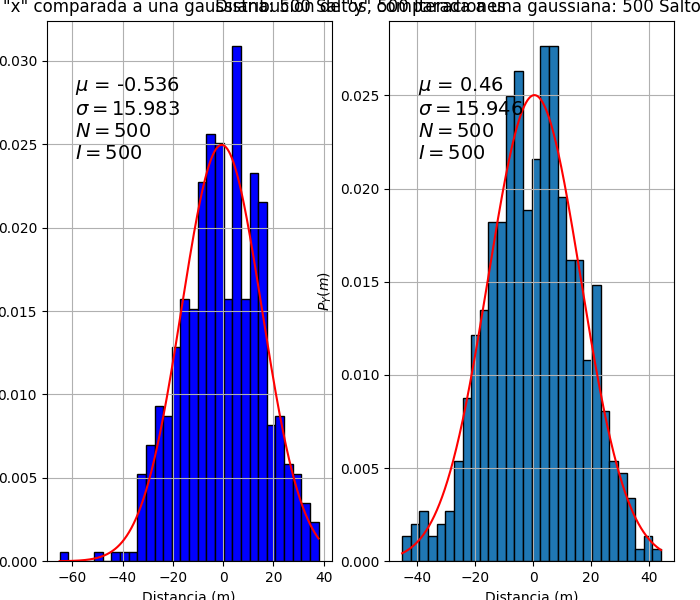 "x" comparada a una gaussiana: 500 Saltos, 500 Iteraciones
Distribución de "y" comparada a una gaussiana: 500 Salto
μ = -0.536
σ = 15.983
N = 500
I = 500
0.030
0.025
0.020
0.015
0.010
0.005
0.000
−60 −40 −20 0 20 40
Distancia (m)
μ = 0.46
σ = 15.946
N = 500
I = 500
P_Y(m)
0.025
0.020
0.015
0.010
0.005
0.000
−40 −20 0 20 40
Distancia (m)